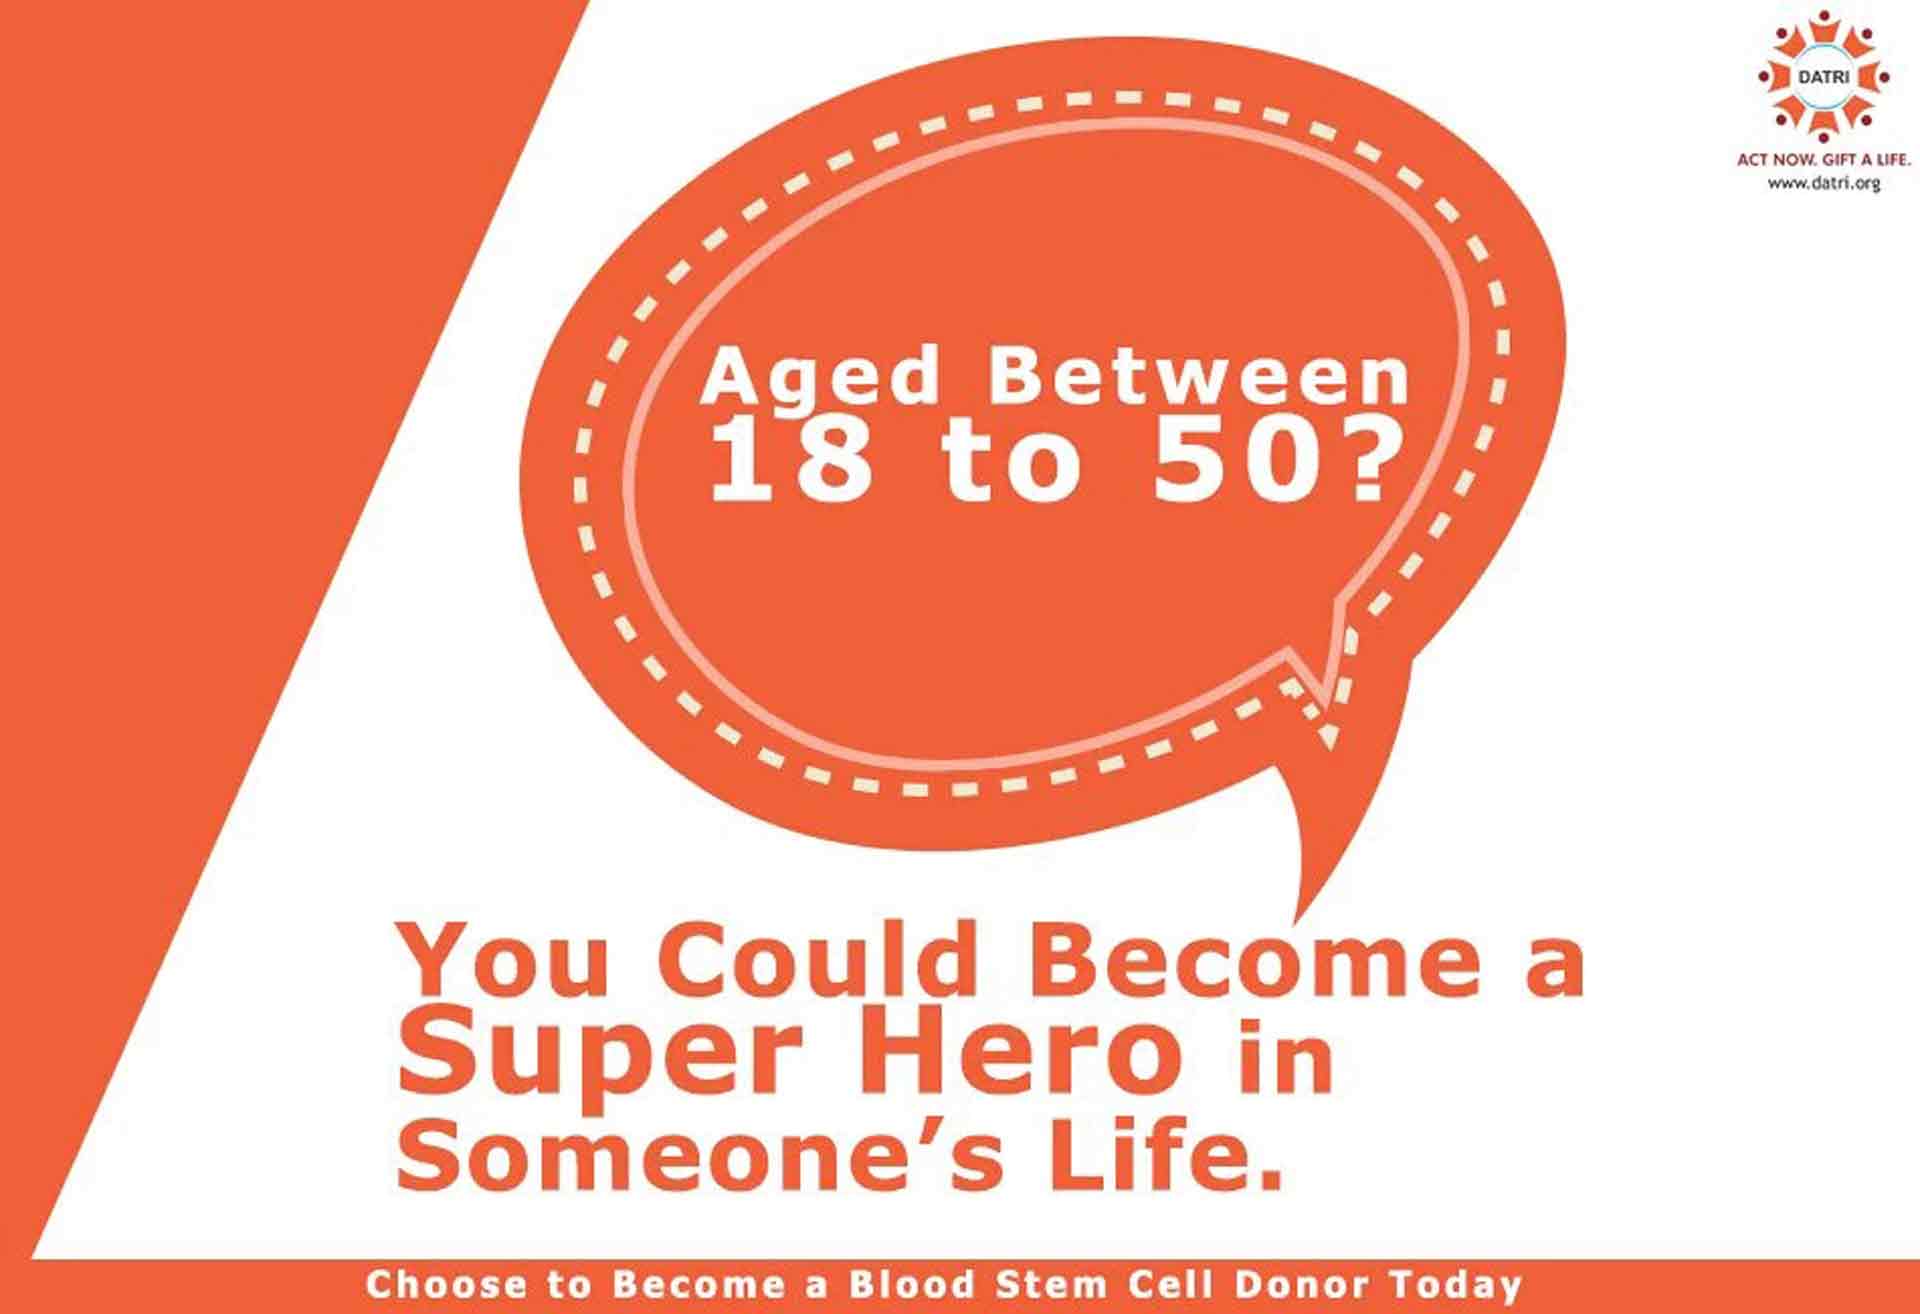 DATRI
ACT NOW. GIFT A LIFE.
www.datri.org
Aged Between
18 to 50?
You Could Become a
Super Hero in
Someone’s Life.
Choose to Become a Blood Stem Cell Donor Today